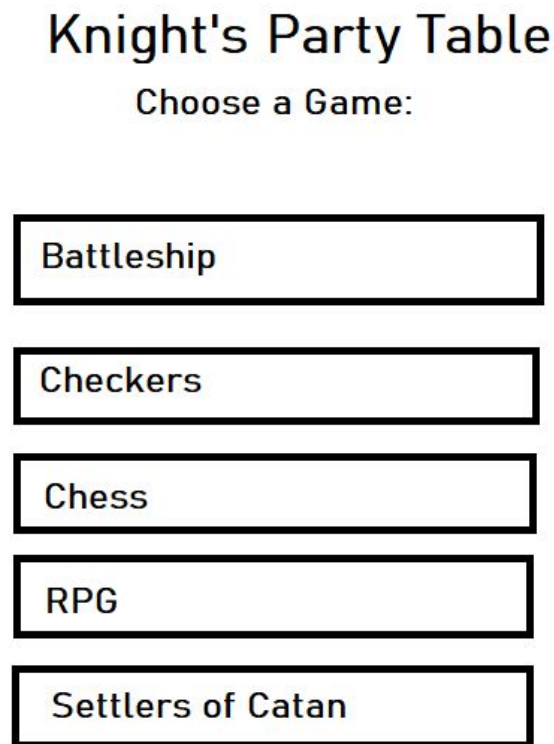 Knight's Party Table
Choose a Game:
Battleship
Checkers
Chess
RPG
Settlers of Catan